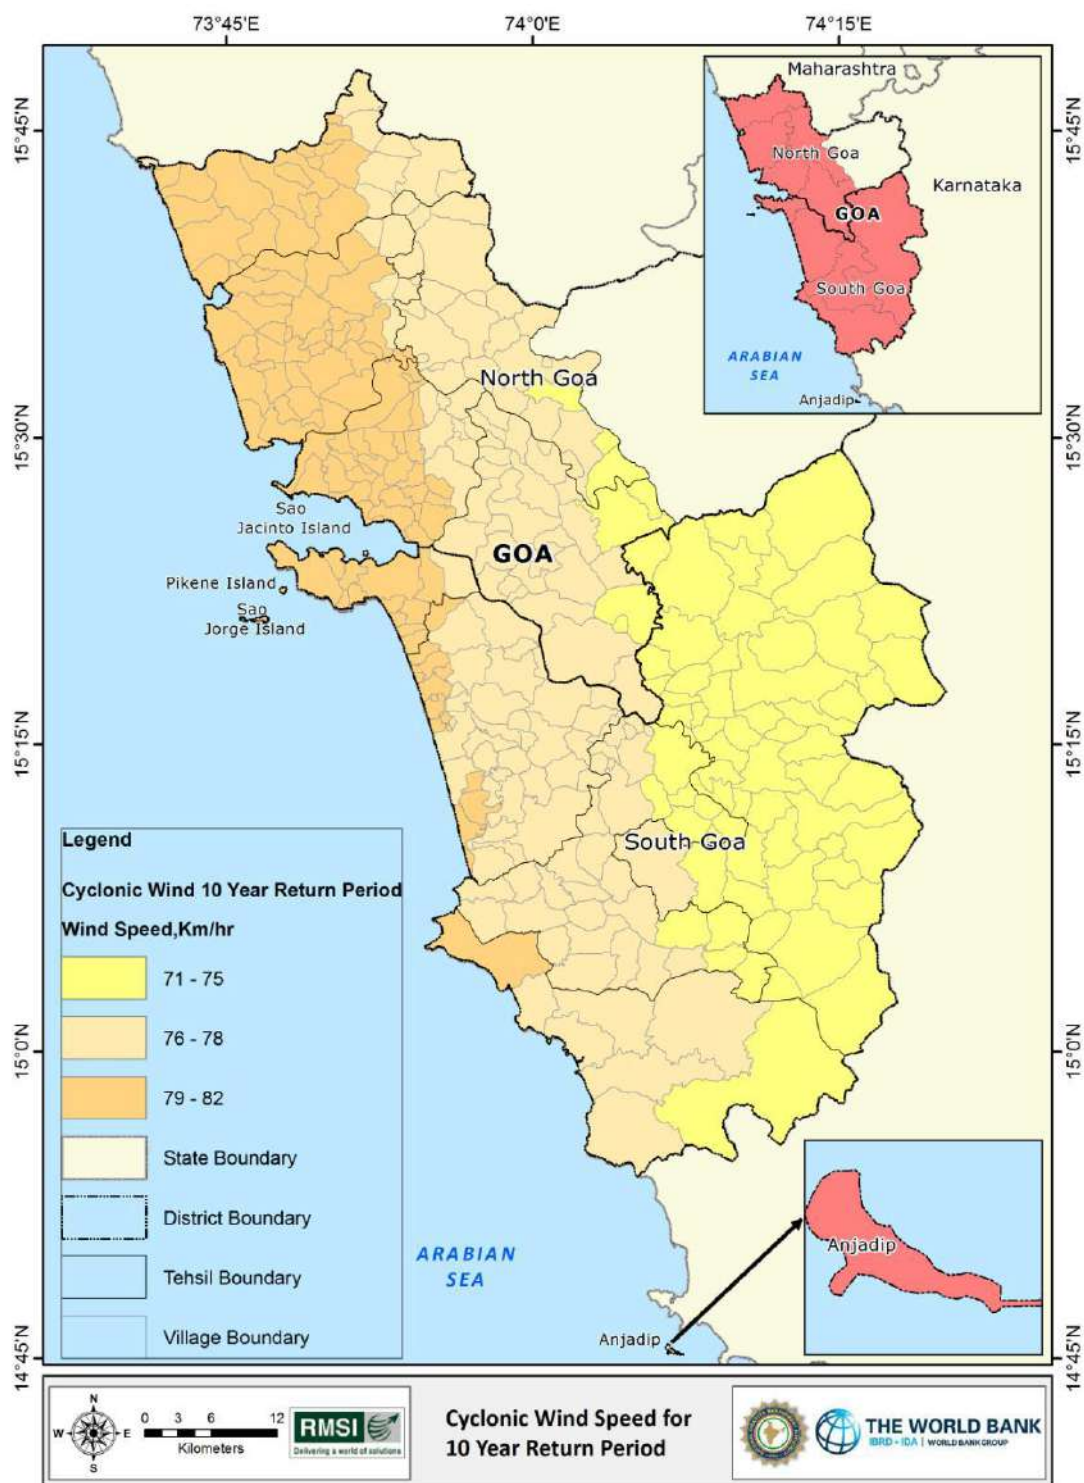 73°45'E
74°0'E
74°15'E
15°45'N
15°45'N
Maharashtra
North Goa
Karnataka
GOA
South Goa
ARABIAN
SEA
Anjadip
North Goa
15°30'N
15°30'N
Sao
Jacinto Island
GOA
Pikene Island
Sao
Jorge Island
15°15'N
15°15'N
South Goa
Legend
Cyclonic Wind 10 Year Return Period
Wind Speed,Km/hr
71 - 75
76 - 78
79 - 82
State Boundary
District Boundary
Tehsil Boundary
Village Boundary
15°0'N
15°0'N
ARABIAN
SEA
Anjadip
Anjadip
14°45'N
14°45'N
N
W
E
S
0 3 6 12
Kilometers
RMSI
Delivering a world of solutions
Cyclonic Wind Speed for
10 Year Return Period
THE WORLD BANK
IBRD • IDA | WORLD BANK GROUP